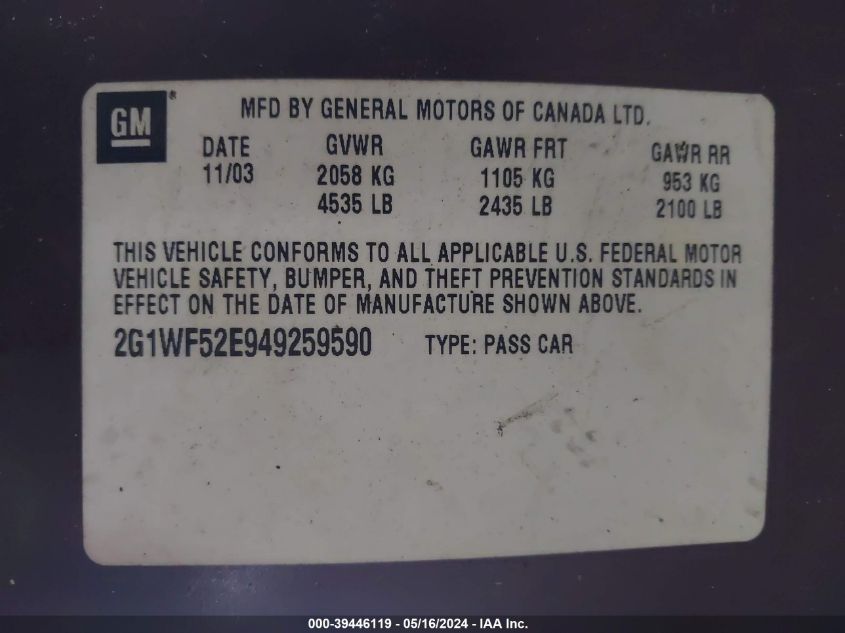 GM®
MFD BY GENERAL MOTORS OF CANADA LTD.
DATE GVWR GAWR FRT GAWR RR
11/03 2058 KG 1105 KG 953 KG
4535 LB 2435 LB 2100 LB
THIS VEHICLE CONFORMS TO ALL APPLICABLE U.S. FEDERAL MOTOR
VEHICLE SAFETY, BUMPER, AND THEFT PREVENTION STANDARDS IN
EFFECT ON THE DATE OF MANUFACTURE SHOWN ABOVE.
2G1WF52E949259590 TYPE: PASS CAR
000-39446119 - 05/16/2024 - IAA Inc.